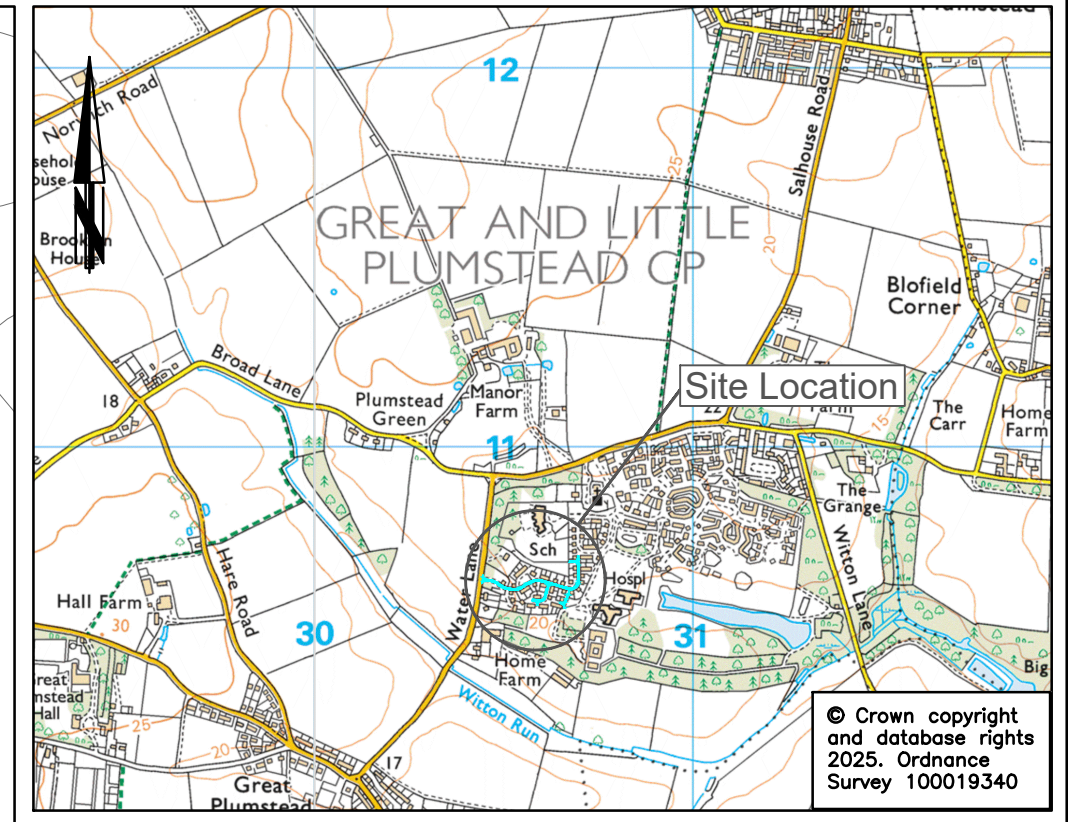 Plumstead
12
Norwich Road
Salhouse Road
25
N
GREAT AND LITTLE
PLUMSTEAD CP
20
Blofield
Corner
Broad Lane
Site Location
18
Plumstead
Green
Manor
Farm
22
Farm
15
The
Carr
Home
Farm
11
The
Grange
Sch
Hospl
Water Lane
Witton Lane
Hare Road
Hall Farm
30
30
20
31
Home
Farm
Big
Hall
Witton Run
25
20
17
Great
Plumstead
© Crown copyright
and database rights
2025. Ordnance
Survey 100019340